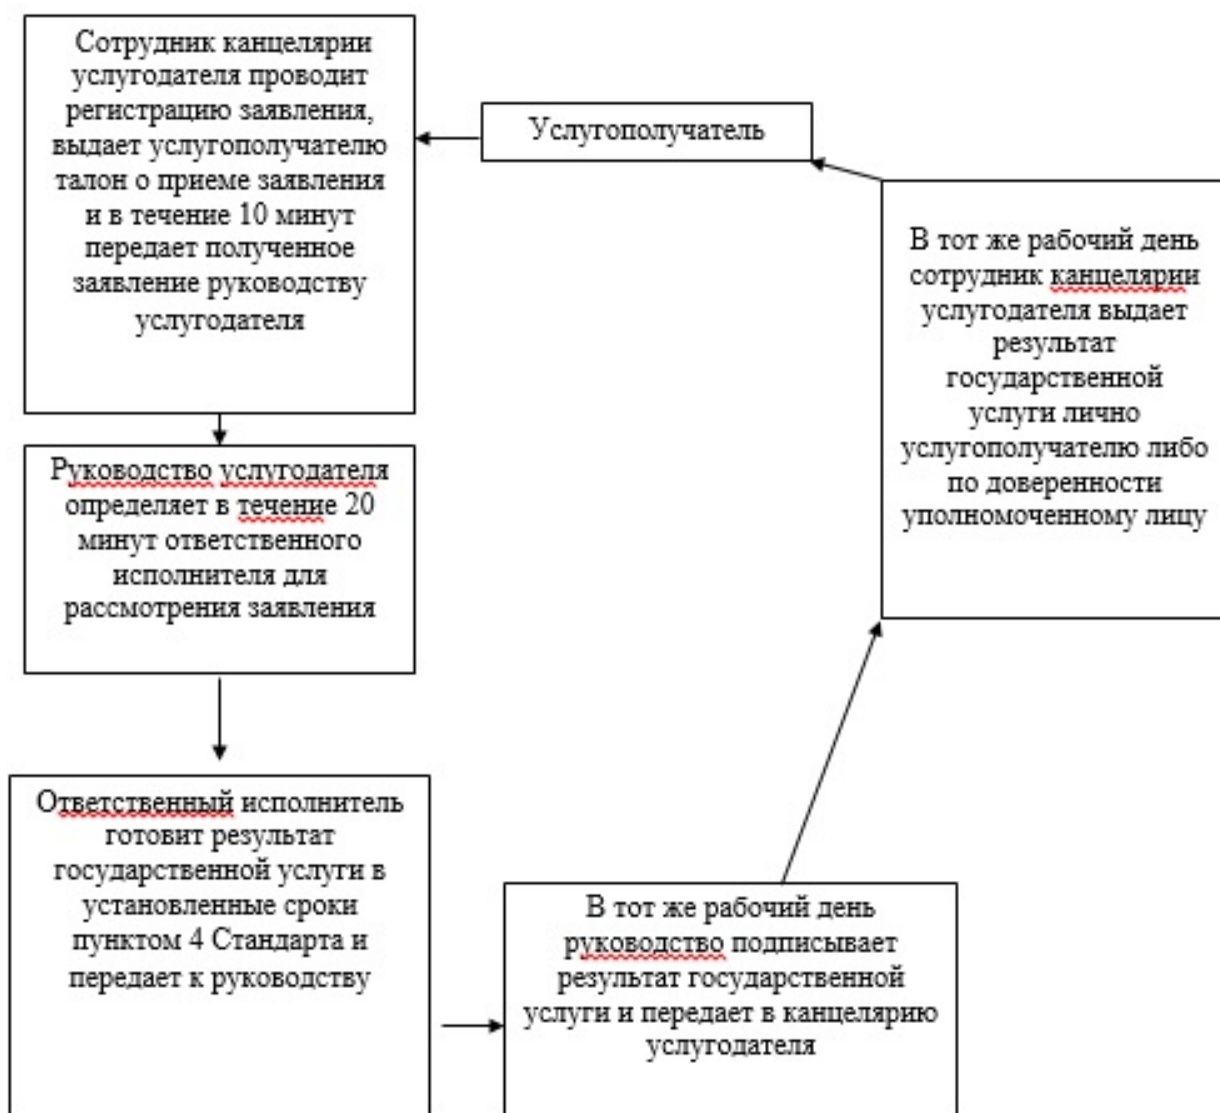 Сотрудник канцелярии
услугодателя проводит
регистрацию заявления,
выдает услугополучателю
талон о приеме заявления
и в течение 10 минут
передает полученное
заявление руководству
услугодателя
Услугополучатель
В тот же рабочий день
сотрудник канцелярии
услугодателя выдает
результат
государственной
услуги лично
услугополучателю либо
по доверенности
уполномоченному лицу
Руководство услугодателя
определяет в течение 20
минут ответственного
исполнителя для
рассмотрения заявления
Ответственный исполнитель
готовит результат
государственной услуги в
установленные сроки
пунктом 4 Стандарта и
передает к руководству
В тот же рабочий день
руководство подписывает
результат государственной
услуги и передает в канцелярию
услугодателя